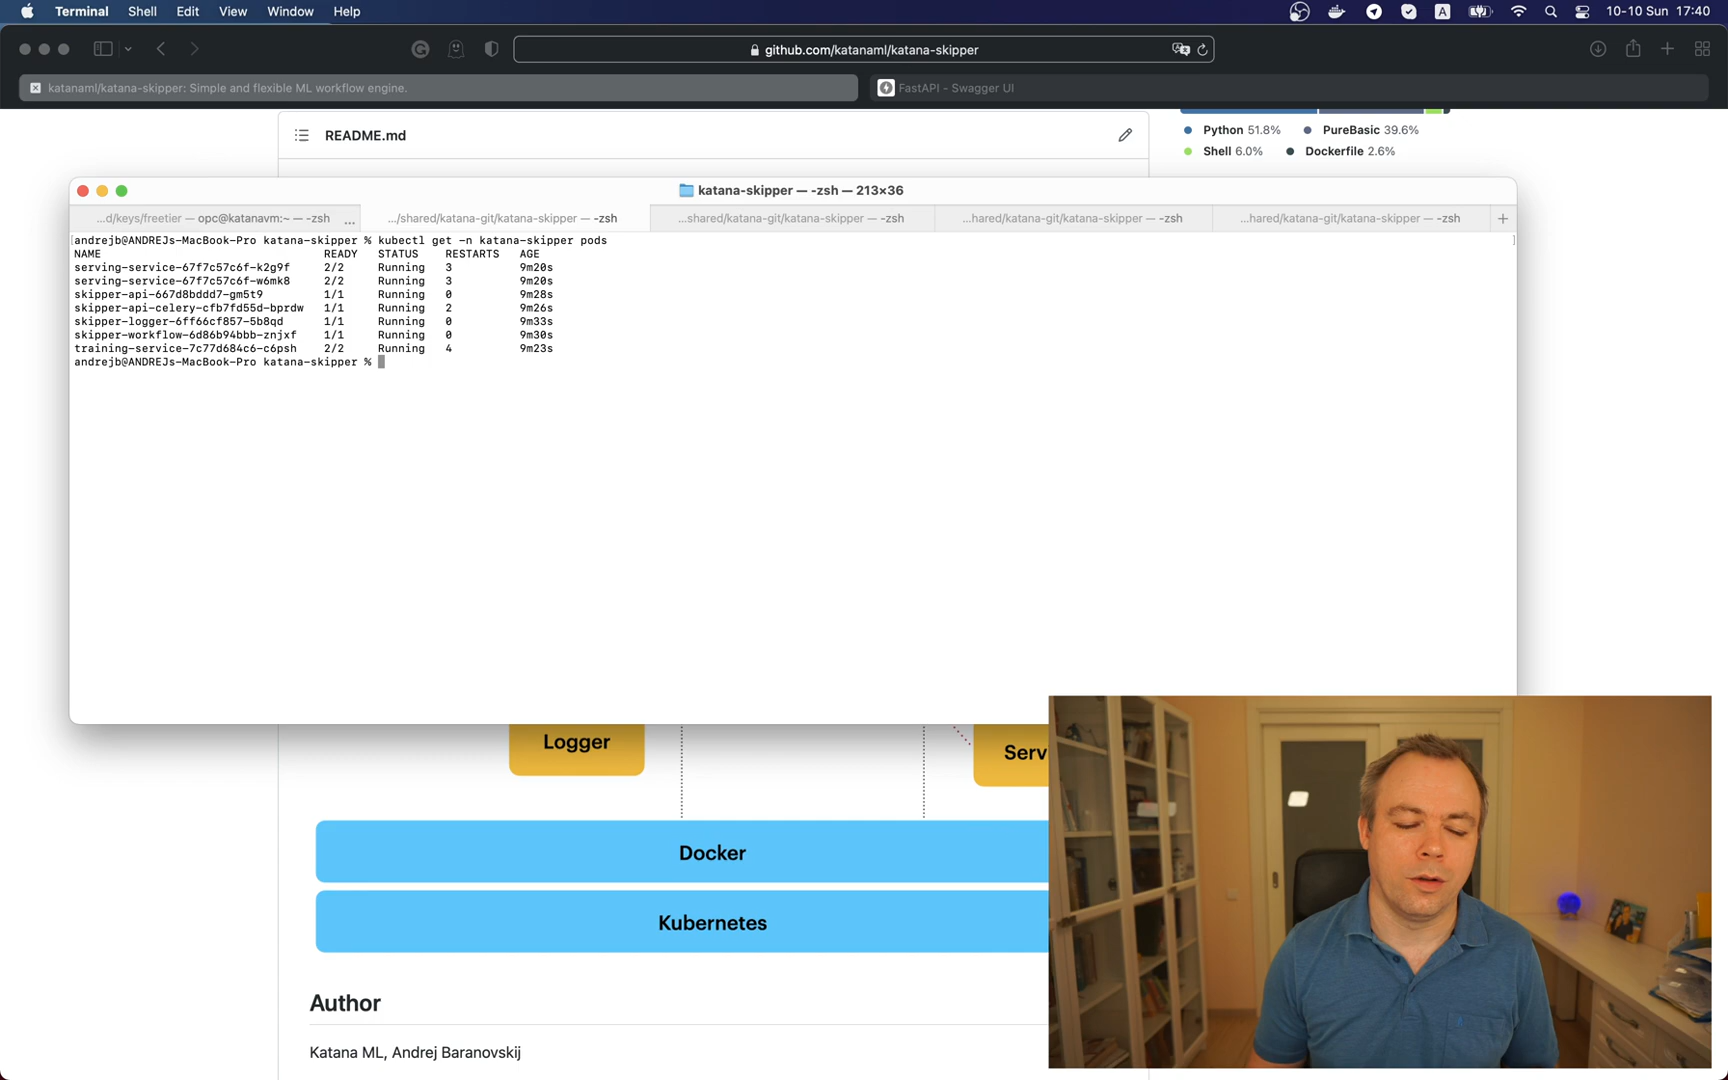 Terminal Shell Edit View Window Help
A
10-10 Sun 17:40
github.com/katanaml/katana-skipper
katanaml/katana-skipper: Simple and flexible ML workflow engine.
FastAPI - Swagger UI
README.md
Python 51.8% PureBasic 39.6%
Shell 6.0% Dockerfile 2.6%
katana-skipper — -zsh — 213×36
...d/keys/freetier — opc@katanavm:~ — -zsh ...
.../shared/katana-git/katana-skipper — -zsh
...shared/katana-git/katana-skipper — -zsh
...hared/katana-git/katana-skipper — -zsh
...hared/katana-git/katana-skipper — -zsh
[andrejb@ANDREJs-MacBook-Pro katana-skipper % kubectl get -n katana-skipper pods ]
NAME READY STATUS RESTARTS AGE
serving-service-67f7c57c6f-k2g9f 2/2 Running 3 9m20s
serving-service-67f7c57c6f-w6mk8 2/2 Running 3 9m20s
skipper-api-667d8bddd7-gm5t9 1/1 Running 0 9m28s
skipper-api-celery-cfb7fd55d-bprdw 1/1 Running 2 9m26s
skipper-logger-6ff66cf857-5b8qd 1/1 Running 0 9m33s
skipper-workflow-6d86b94bbb-znjxf 1/1 Running 0 9m30s
training-service-7c77d684c6-c6psh 2/2 Running 4 9m23s
andrejb@ANDREJs-MacBook-Pro katana-skipper %
Logger
Serv
Docker
Kubernetes
Author
Katana ML, Andrej Baranovskij